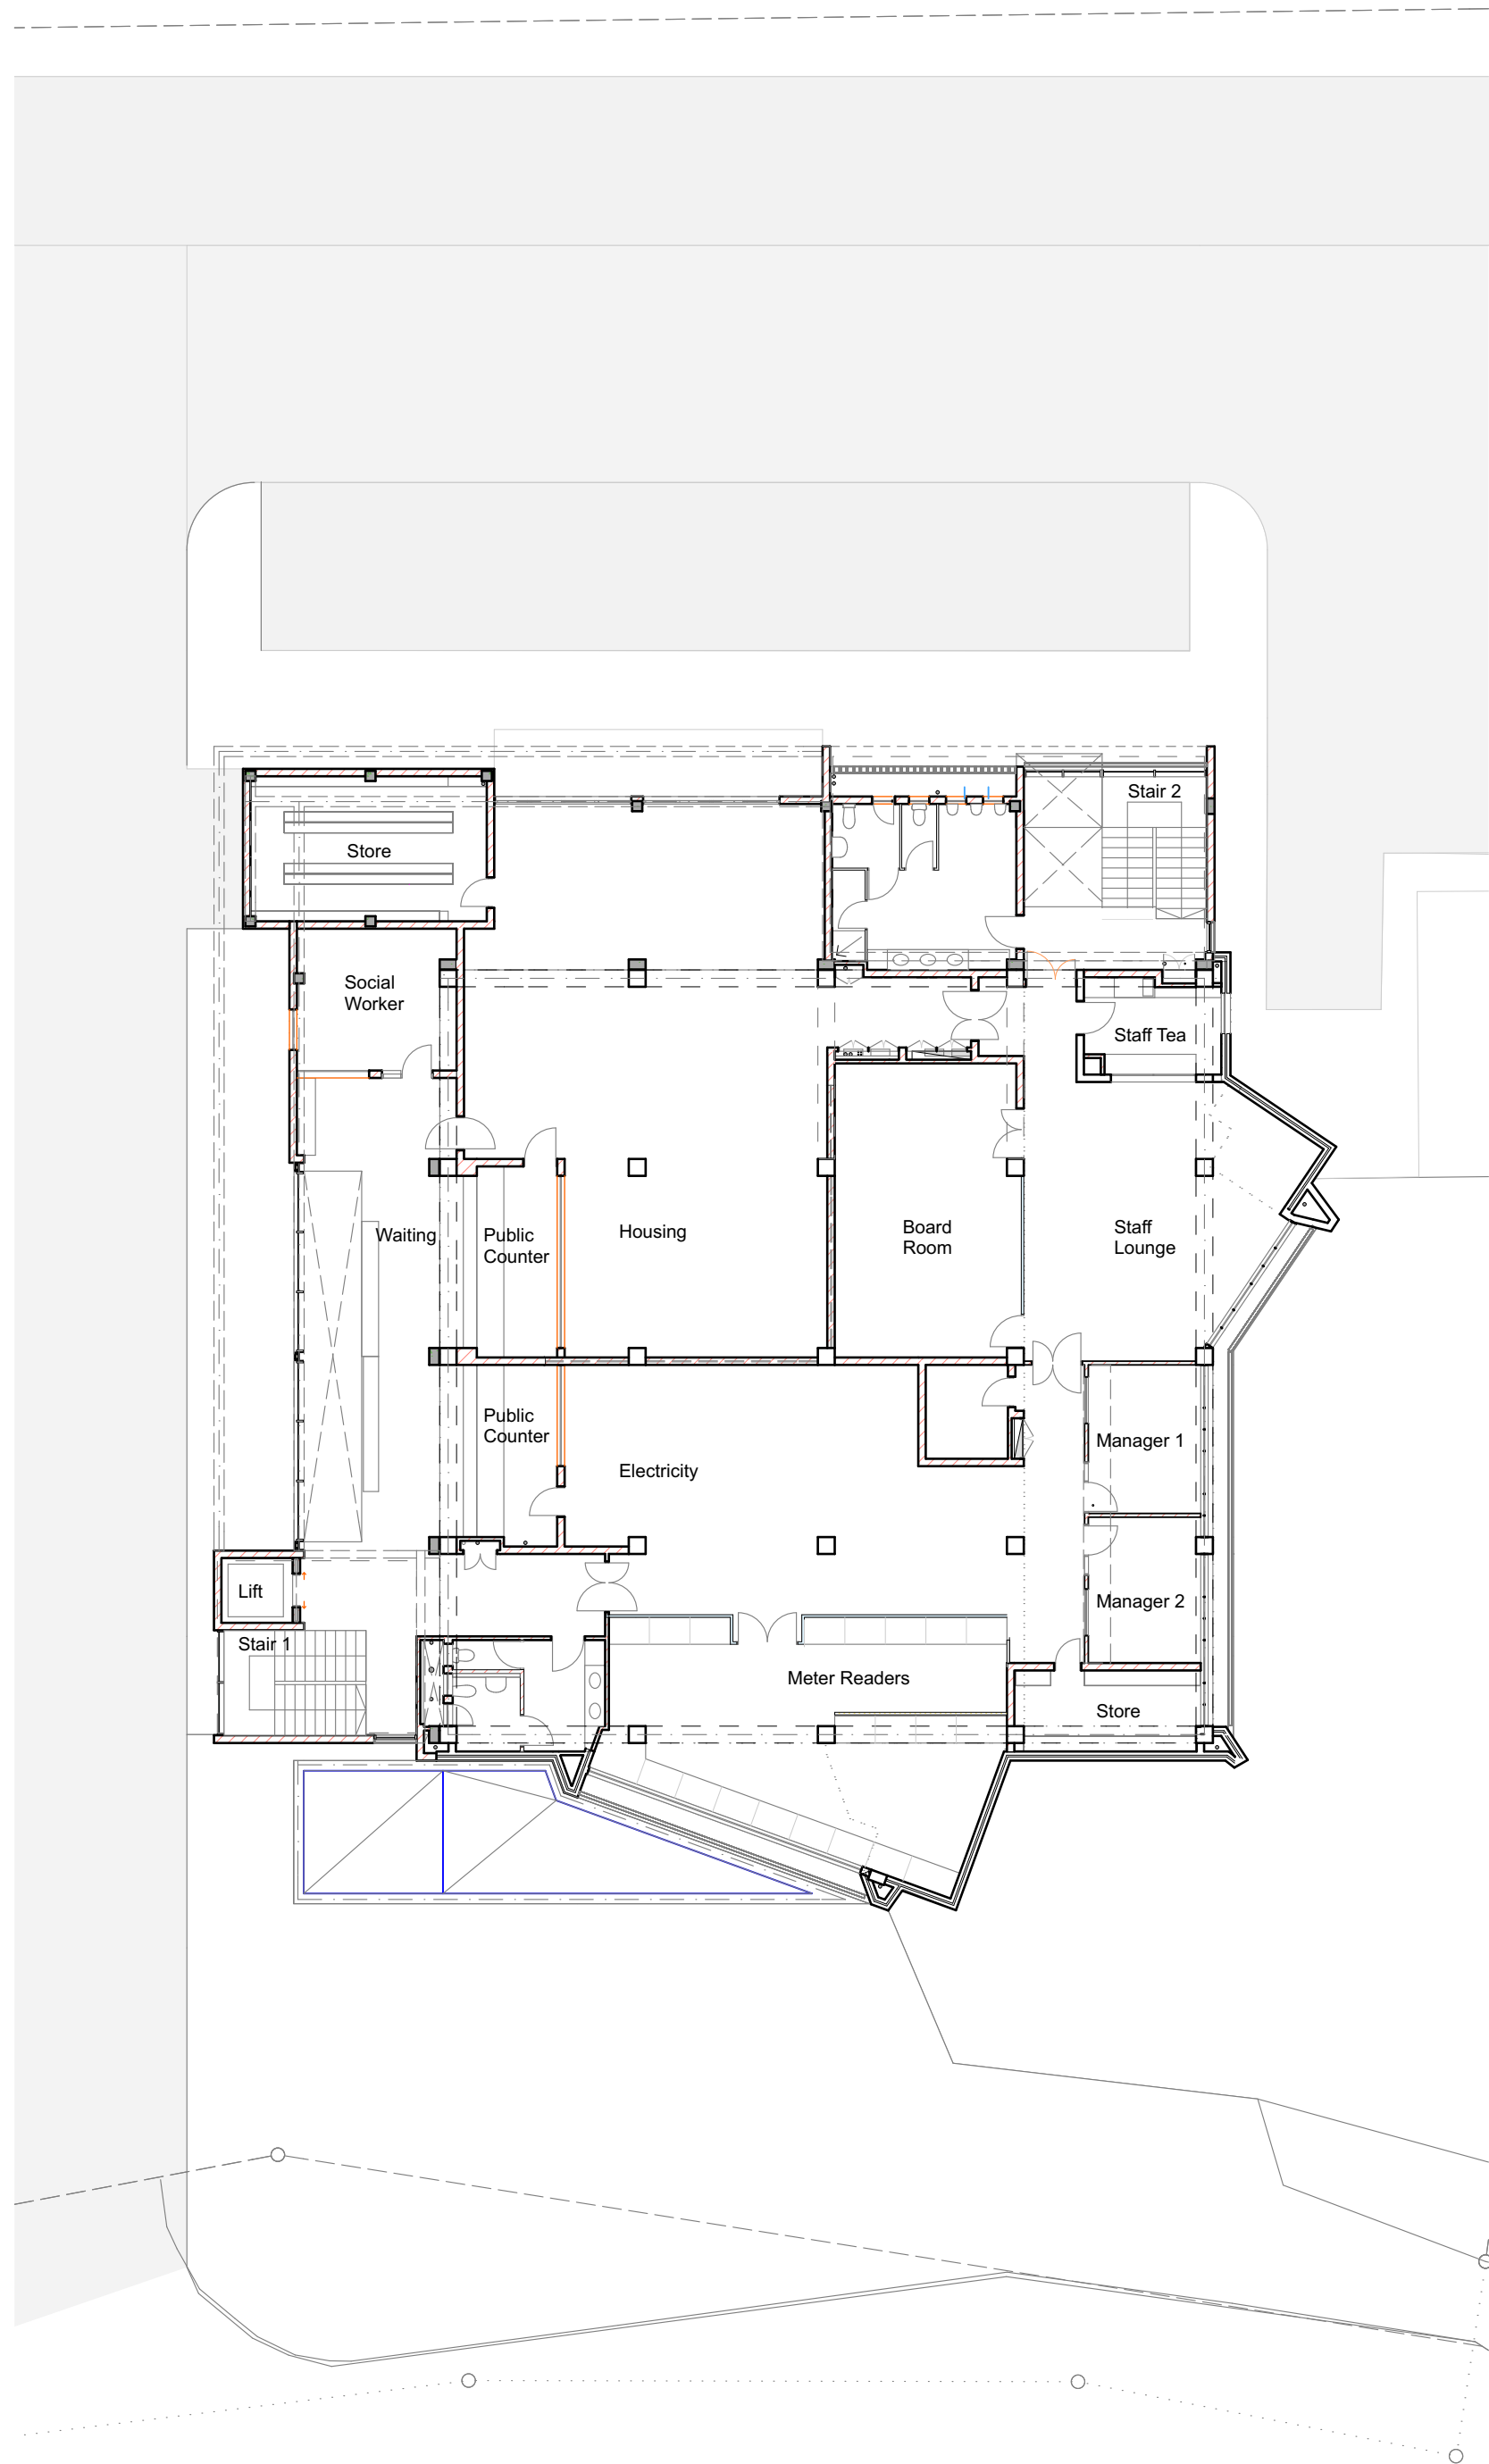 Stair 2
Store
Social
Worker
Staff Tea
Waiting
Public
Counter
Housing
Board
Room
Staff
Lounge
Public
Counter
Electricity
Manager 1
Lift
Manager 2
Stair 1
Meter Readers
Store